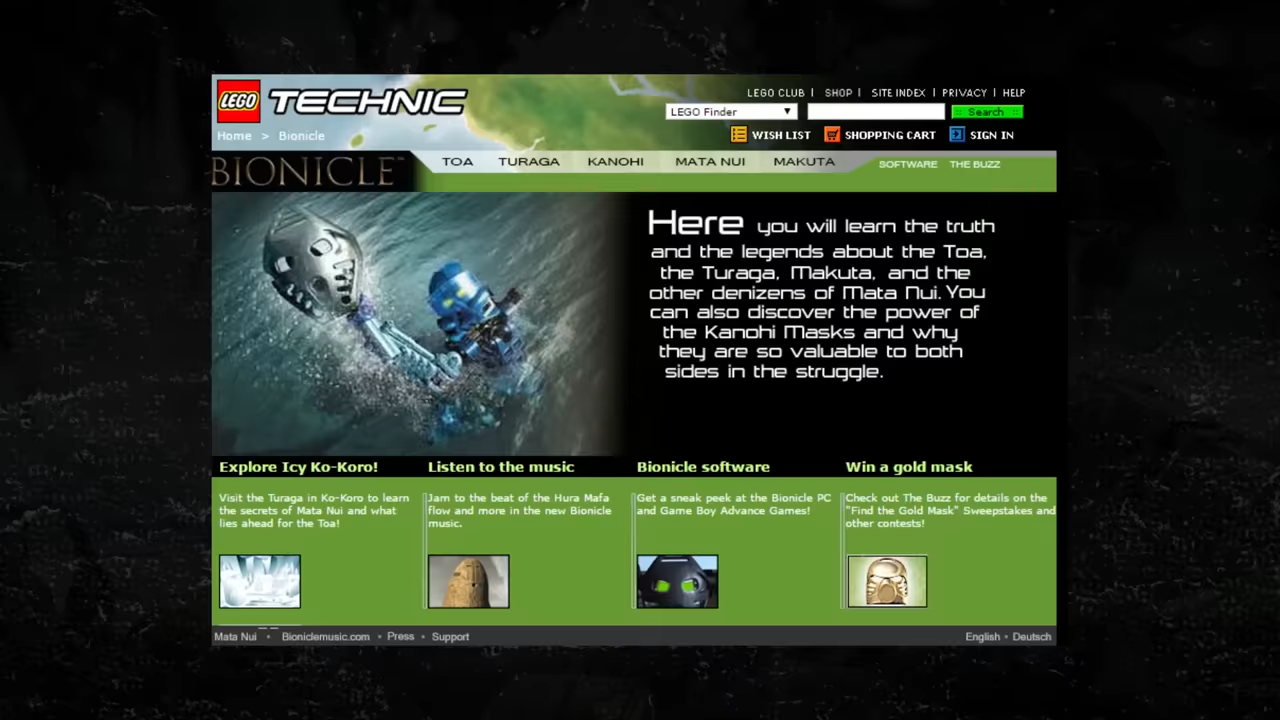 LEGO TECHNIC
LEGO CLUB | SHOP | SITE INDEX | PRIVACY | HELP
LEGO Finder ▼ Search
Home > Bionicle
WISH LIST SHOPPING CART SIGN IN
BIONICLE™
TOA TURAGA KANOHI MATA NUI MAKUTA SOFTWARE THE BUZZ
Here you will learn the truth
and the legends about the Toa,
the Turaga, Makuta, and the
other denizens of Mata Nui. You
can also discover the power of
the Kanohi Masks and why
they are so valuable to both
sides in the struggle.
Explore Icy Ko-Koro!
Visit the Turaga in Ko-Koro to learn
the secrets of Mata Nui and what
lies ahead for the Toa!
Listen to the music
Jam to the beat of the Hura Mafa
flow and more in the new Bionicle
music.
Bionicle software
Get a sneak peek at the Bionicle PC
and Game Boy Advance Games!
Win a gold mask
Check out The Buzz for details on the
"Find the Gold Mask" Sweepstakes and
other contests!
Mata Nui • Bioniclemusic.com • Press • Support
English • Deutsch